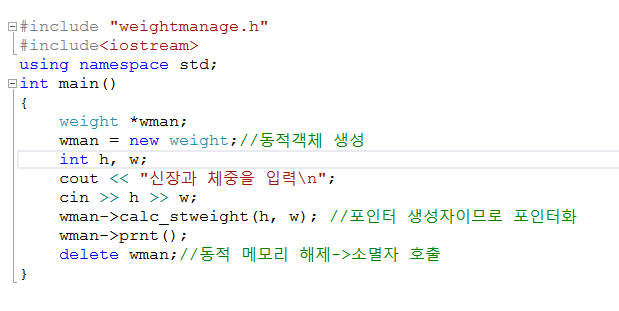 #include "weightmanage.h"
#include<iostream>
using namespace std;
int main()
{
weight *wman;
wman = new weight;//동적객체 생성
int h, w;
cout << "신장과 체중을 입력\n";
cin >> h >> w;
wman->calc_stweight(h, w); //포인터 생성자이므로 포인터화
wman->prnt();
delete wman;//동적 메모리 해제->소멸자 호출
}